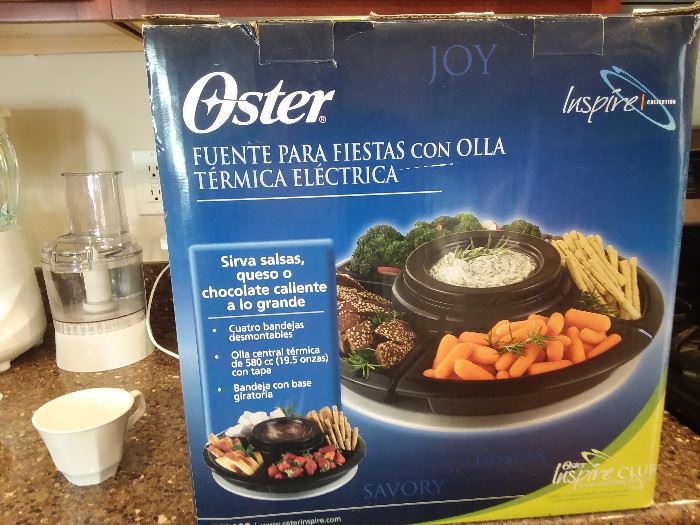 JOY
Oster®
Inspire | COLLECTION
FUENTE PARA FIESTAS CON OLLA
TÉRMICA ELÉCTRICA
Sirva salsas,
queso o
chocolate caliente
a lo grande
• Cuatro bandejas
desmontables
• Olla central térmica
de 580 cc (19.5 onzas)
con tapa
• Bandeja con base
giratoria
SAVORY
Oster
Inspire CLUB
www.osterinspire.com